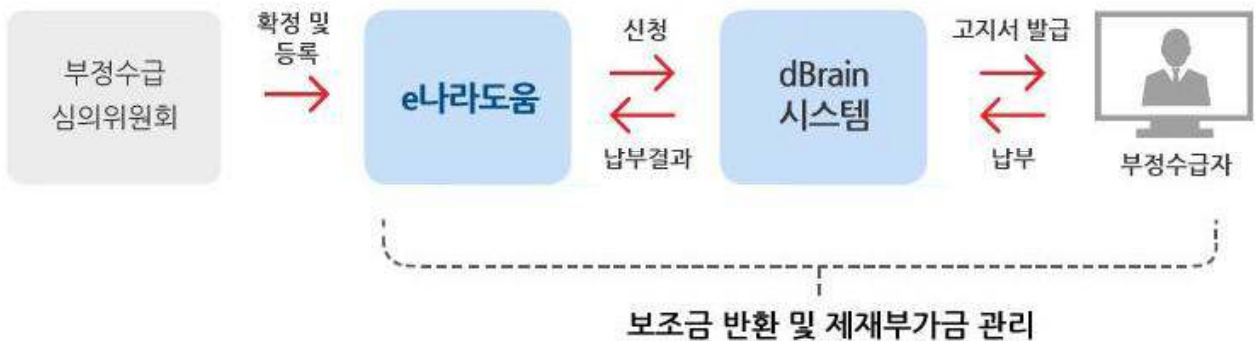 부정수급
심의위원회
확정 및
등록
e나라도움
신청
납부결과
dBrain
시스템
고지서 발급
납부
부정수급자
보조금 반환 및 제재부가금 관리